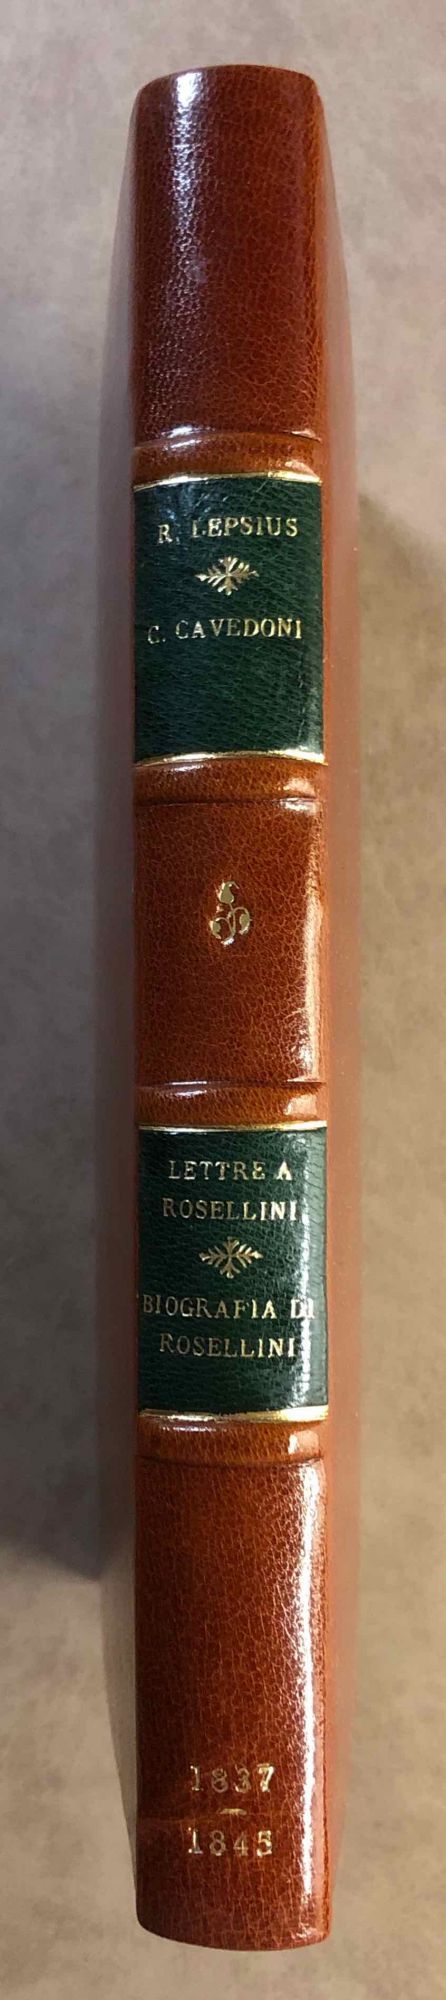 R. LEPSIUS
C. CAVEDONI
LETTRE A
ROSELLINI
BIOGRAFIA DI
ROSELLINI
1837
1845